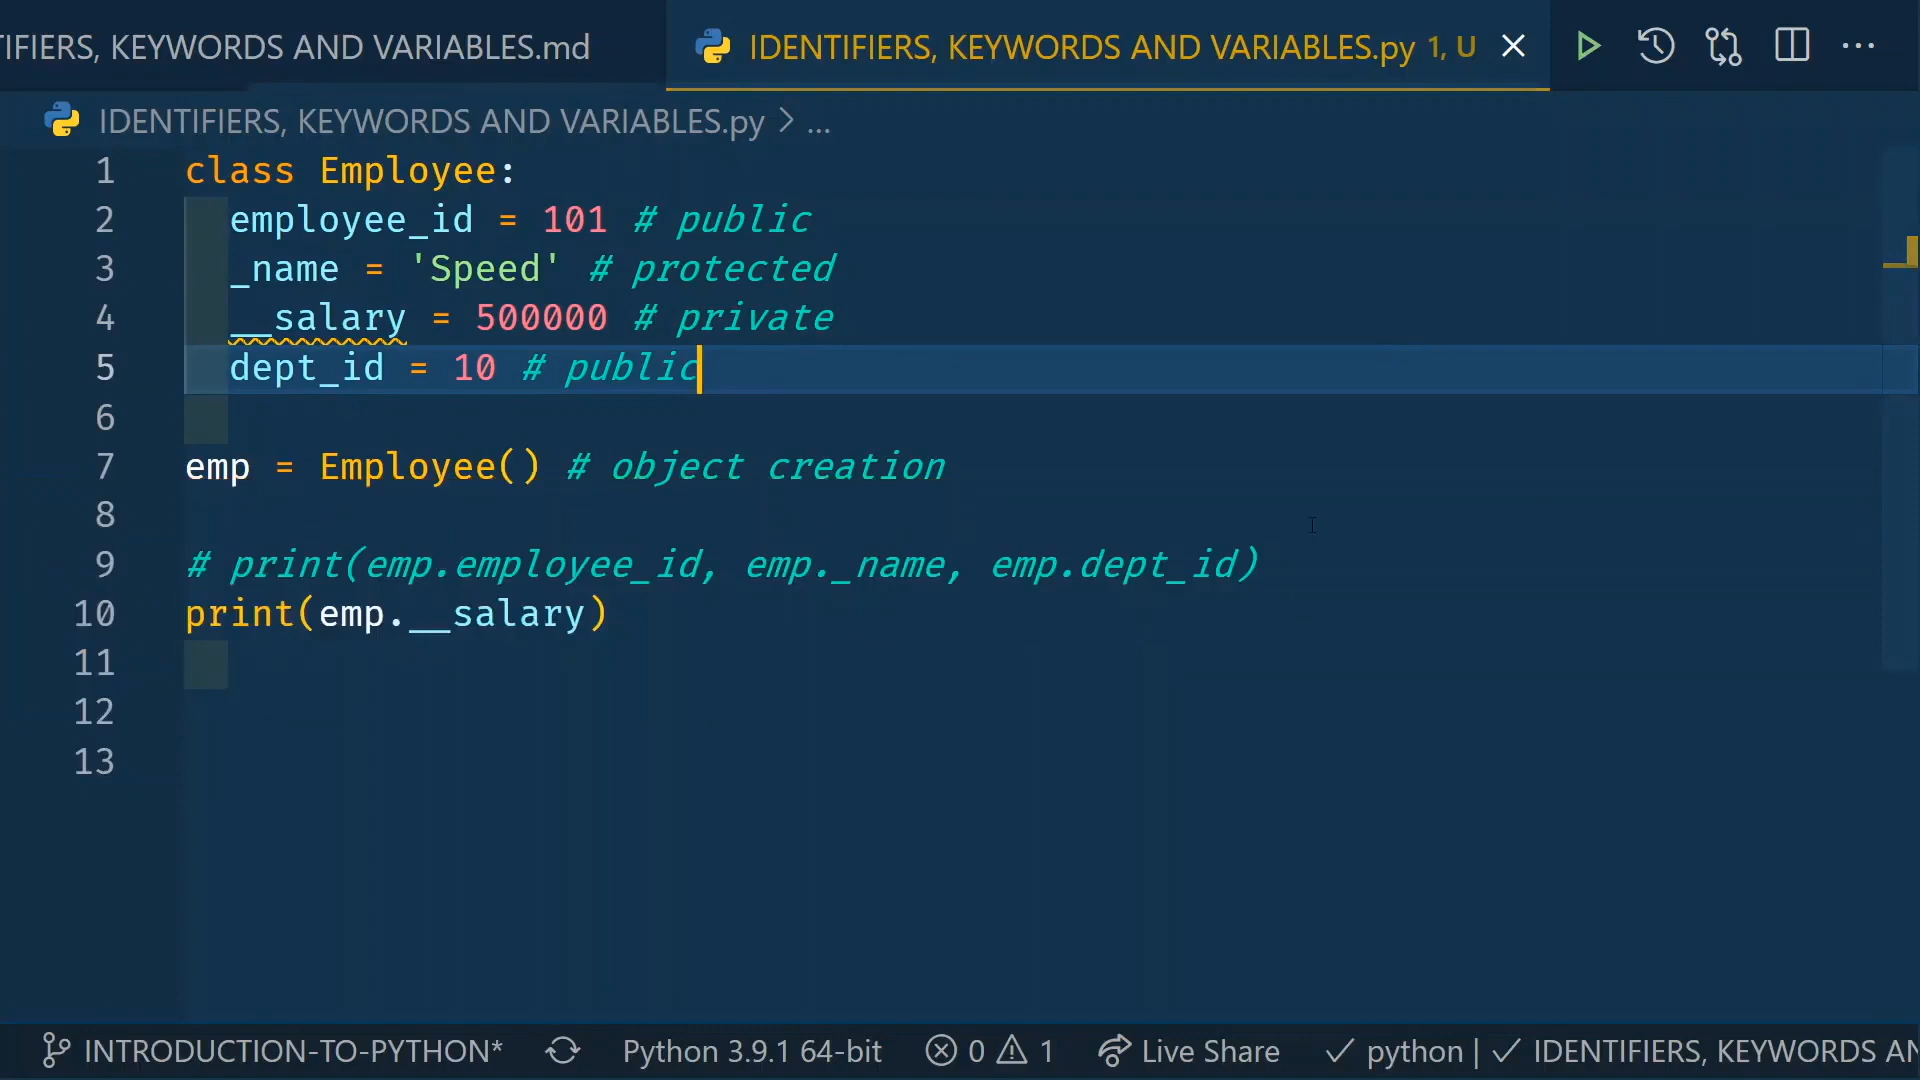 TIFIERS, KEYWORDS AND VARIABLES.md
IDENTIFIERS, KEYWORDS AND VARIABLES.py 1, U
IDENTIFIERS, KEYWORDS AND VARIABLES.py > ...
1 class Employee:
2 employee_id = 101 # public
3 _name = 'Speed' # protected
4 __salary = 500000 # private
5 dept_id = 10 # public
6
7 emp = Employee() # object creation
8
9 # print(emp.employee_id, emp._name, emp.dept_id)
10 print(emp.__salary)
11
12
13
INTRODUCTION-TO-PYTHON* Python 3.9.1 64-bit 0 1 Live Share ✓ python | ✓ IDENTIFIERS, KEYWORDS AN